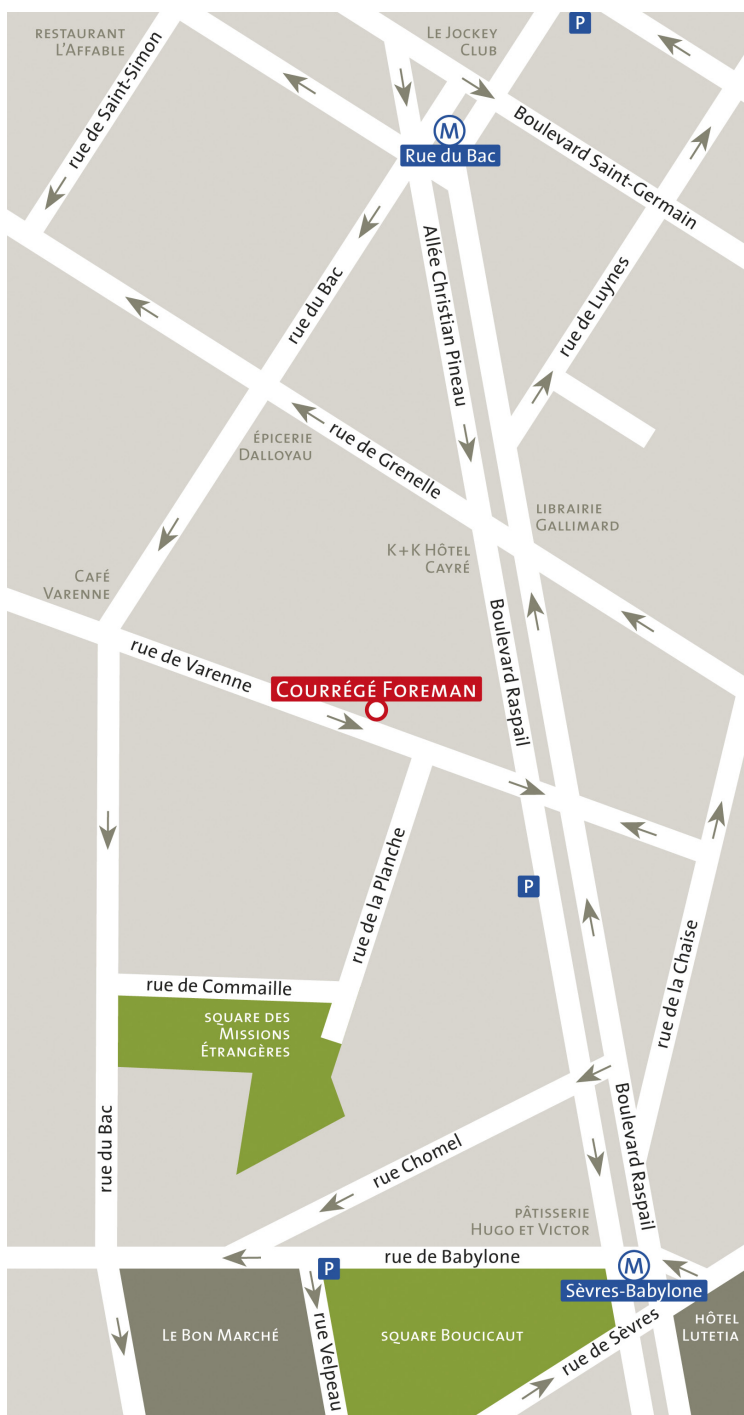 RESTAURANT
L'AFFABLE
LE JOCKEY
CLUB
P
rue de Saint-Simon
M
Rue du Bac
Boulevard Saint-Germain
Allée Christian Pineau
rue du Bac
rue de Luynes
ÉPICERIE
DALLOYAU
rue de Grenelle
LIBRAIRIE
GALLIMARD
K+K HÔTEL
CAYRÉ
CAFÉ
VARENNE
rue de Varenne
COURRÉGÉ FOREMAN
Boulevard Raspail
P
rue de la Planche
rue de la Chaise
rue de Commaille
SQUARE DES
MISSIONS
ÉTRANGÈRES
rue du Bac
rue Chomel
Boulevard Raspail
PÂTISSERIE
HUGO ET VICTOR
rue de Babylone
P
M
Sèvres-Babylone
LE BON MARCHÉ
rue Velpeau
SQUARE BOUCICAUT
rue de Sèvres
HÔTEL
LUTETIA